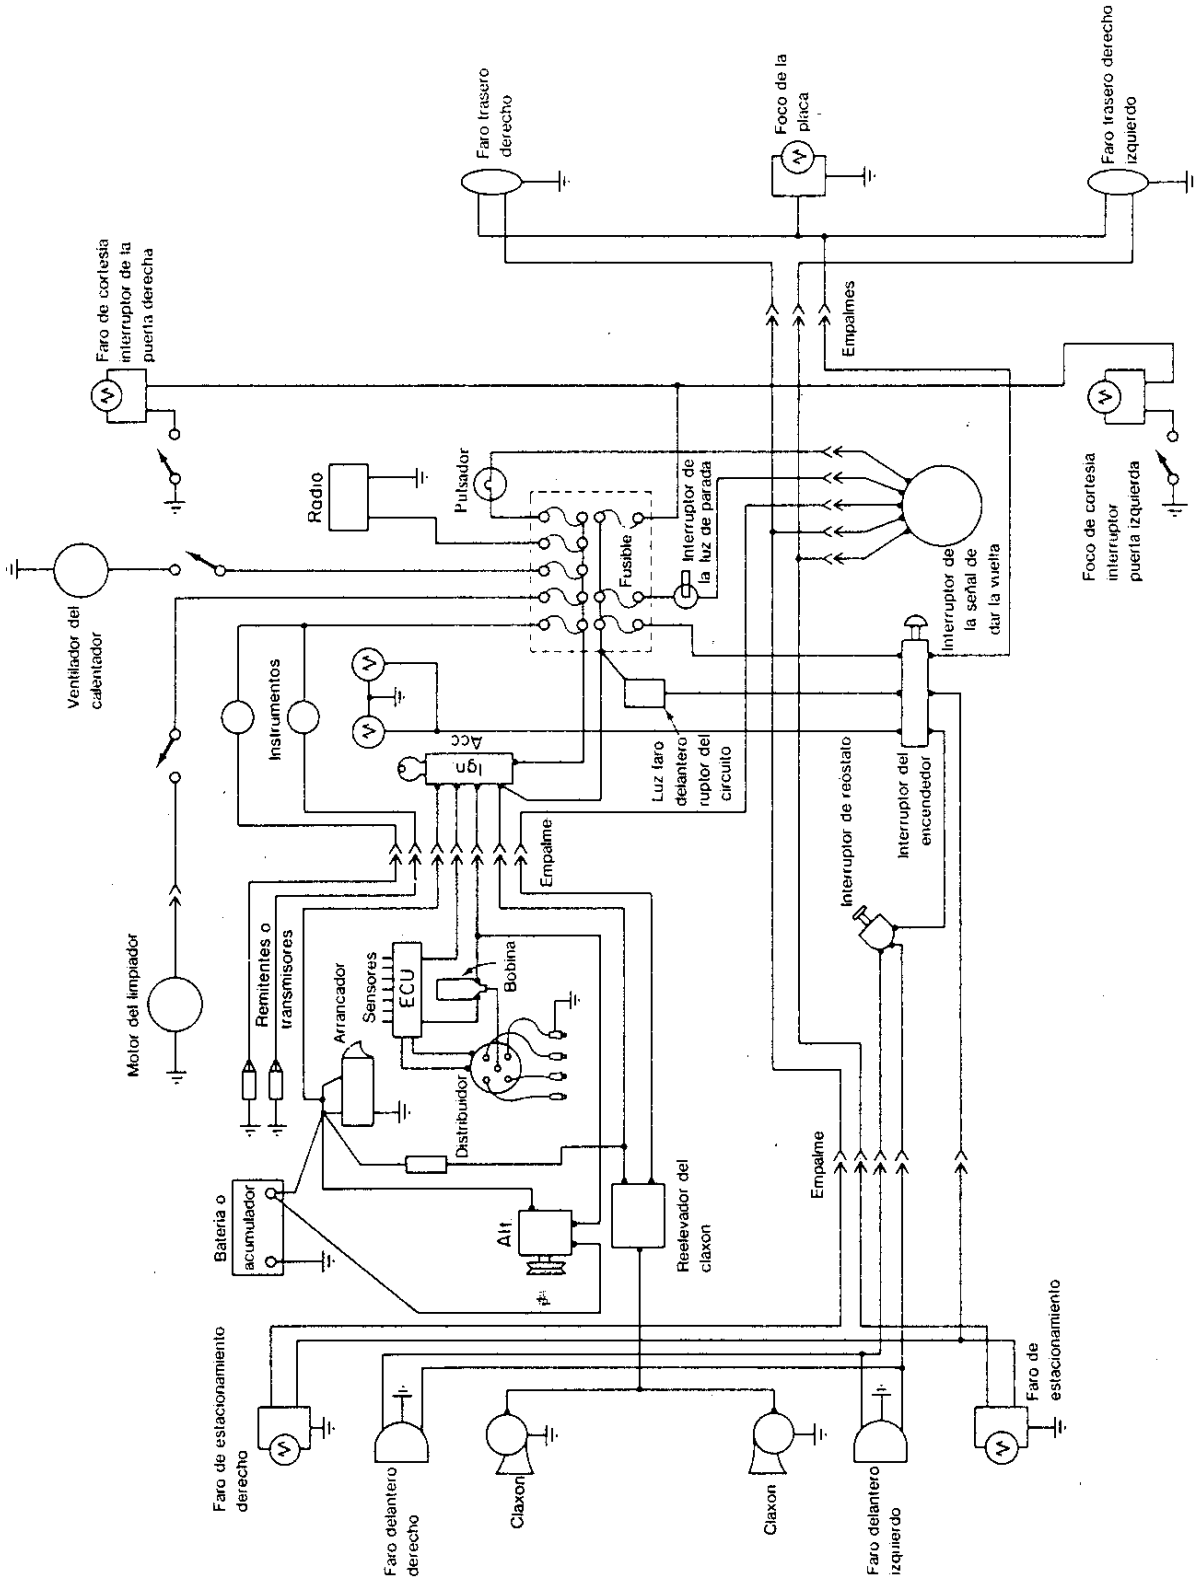 Faro de estacionamiento
derecho
Faro delantero
derecho
Claxon
Claxon
Faro delantero
izquierdo
Faro de
estacionamiento
Batería o
acumulador
Alt.
Reelevador del
claxon
Empalme
Motor del limpiador
Remitentes o
transmisores
Arrancador
Sensores
ECU
Bobina
Distribuidor
Empalme
Interruptor de reóstato
Interruptor del
encendedor
Ventilador del
calentador
Instrumentos
Acc
Ign.
Luz faro
delantero
ruptor del
circuito
Interruptor de
la señal de
dar la vuelta
Radio
Pulsador
Fusible
Interruptor de
la luz de parada
Faro de cortesia
interruptor de la
puerta derecha
Foco de cortesia
interruptor
puerta izquierda
Empalmes
Faro trasero
derecho
Foco de la
placa
Faro trasero derecho
izquierdo